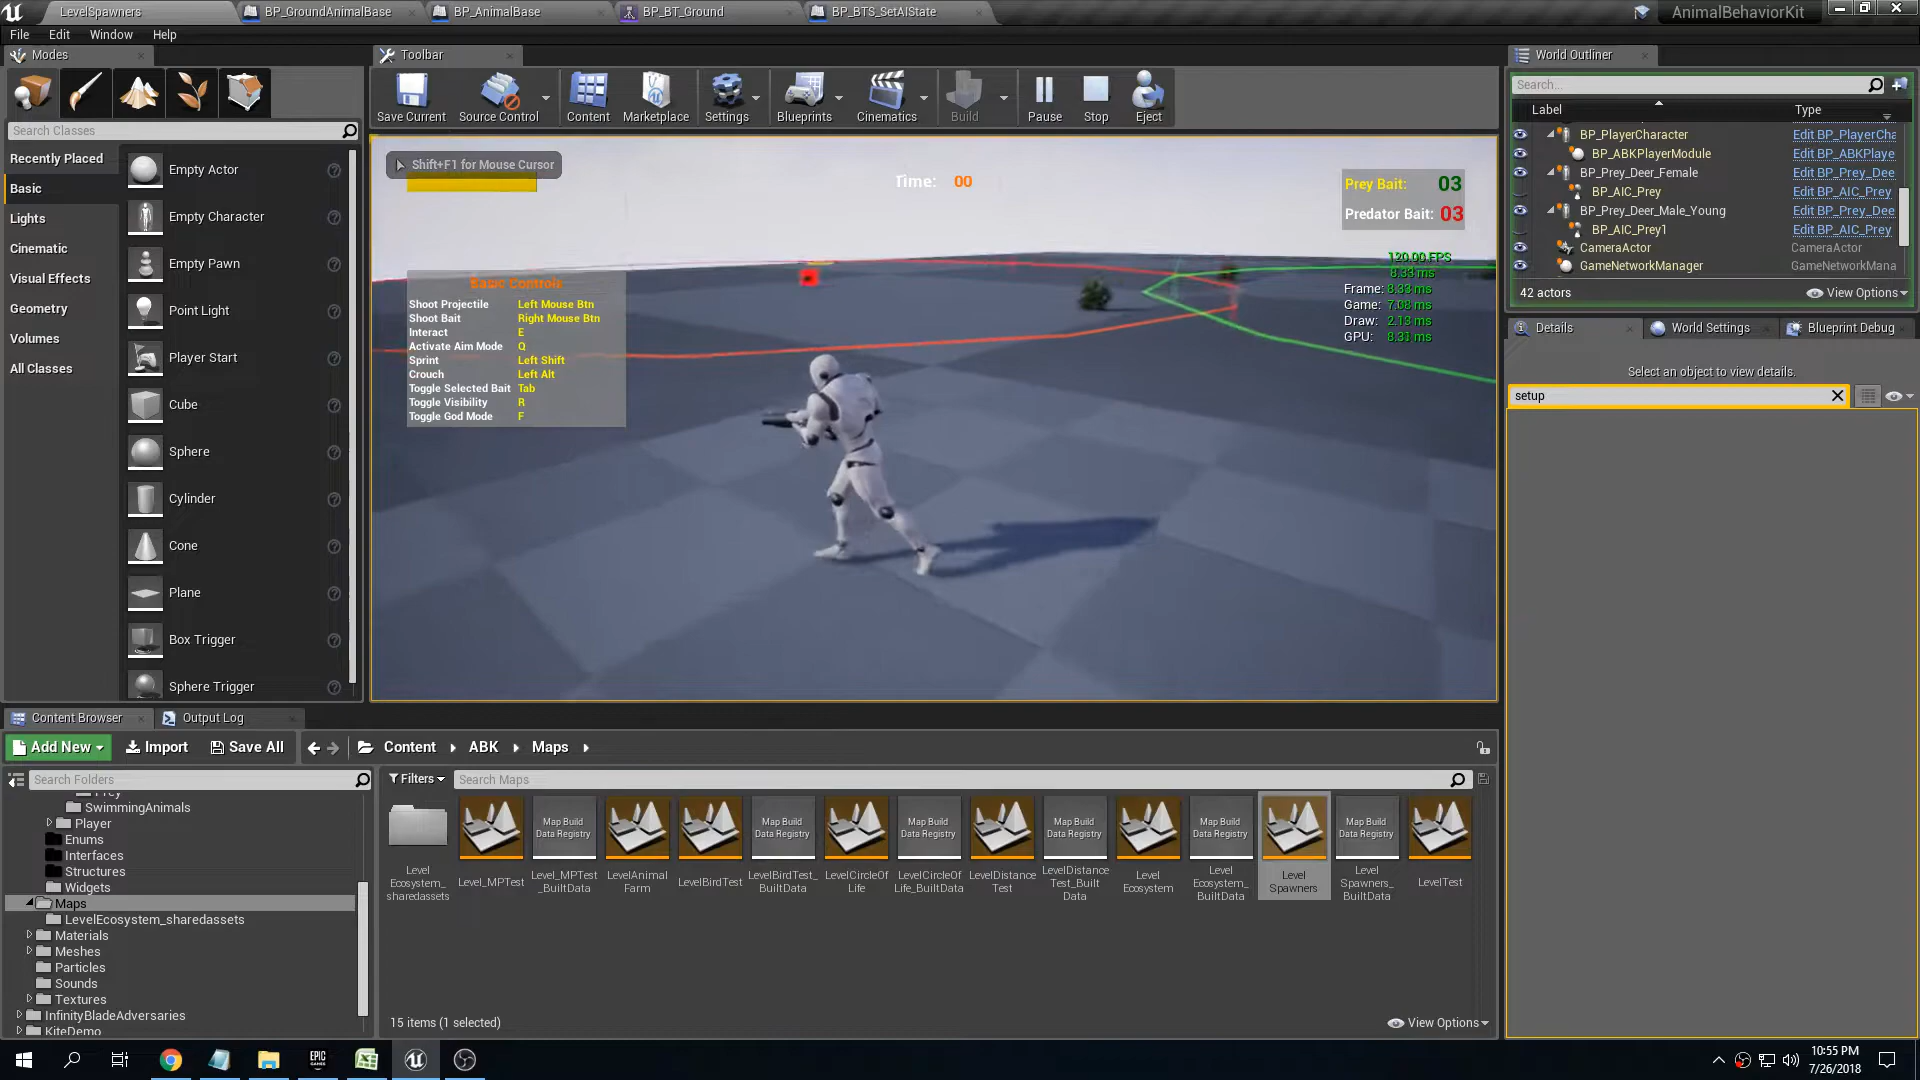 LevelSpawners
BP_GroundAnimalBase
BP_AnimalBase
BP_BT_Ground
BP_BTS_SetAIState
AnimalBehaviorKit
File
Edit
Window
Help
Modes
Toolbar
World Outliner
Save Current
Source Control
Content
Marketplace
Settings
Blueprints
Cinematics
Build
Pause
Stop
Eject
Search...
Label
Type
BP_PlayerCharacter
Edit BP_PlayerCha
BP_ABKPlayerModule
Edit BP_ABKPlaye
BP_Prey_Deer_Female
Edit BP_Prey_Dee
BP_AIC_Prey
Edit BP_AIC_Prey
BP_Prey_Deer_Male_Young
Edit BP_Prey_Dee
BP_AIC_Prey1
Edit BP_AIC_Prey
CameraActor
CameraActor
GameNetworkManager
GameNetworkMana
42 actors
View Options
Search Classes
Recently Placed
Basic
Lights
Cinematic
Visual Effects
Geometry
Volumes
All Classes
Empty Actor
Empty Character
Empty Pawn
Point Light
Player Start
Cube
Sphere
Cylinder
Cone
Plane
Box Trigger
Sphere Trigger
Shift+F1 for Mouse Cursor
Time: 00
Prey Bait: 03
Predator Bait: 03
120.00 FPS
8.33 ms
Frame: 8.33 ms
Game: 7.08 ms
Draw: 2.13 ms
GPU: 8.31 ms
Basic Controls
Shoot Projectile Left Mouse Btn
Shoot Bait Right Mouse Btn
Interact E
Activate Aim Mode Q
Sprint Left Shift
Crouch Left Alt
Toggle Selected Bait Tab
Toggle Visibility R
Toggle God Mode F
Details
World Settings
Blueprint Debug
Select an object to view details.
setup
Content Browser
Output Log
Add New
Import
Save All
Content
ABK
Maps
Search Folders
Filters
Search Maps
Prey
SwimmingAnimals
Player
Enums
Interfaces
Structures
Widgets
Maps
LevelEcosystem_sharedassets
Materials
Meshes
Particles
Sounds
Textures
InfinityBladeAdversaries
KiteDemo
Map Build
Data Registry
Map Build
Data Registry
Map Build
Data Registry
Map Build
Data Registry
Map Build
Data Registry
Map Build
Data Registry
Level
Ecosystem_
sharedassets
Level_MPTest
Level_MPTest
_BuiltData
LevelAnimal
Farm
LevelBirdTest
LevelBirdTest_
BuiltData
LevelCircleOf
Life
LevelCircleOf
Life_BuiltData
LevelDistance
Test
LevelDistance
Test_Built
Data
Level
Ecosystem
Level
Ecosystem_
BuiltData
Level
Spawners
Level
Spawners_
BuiltData
LevelTest
15 items (1 selected)
View Options
EPIC
GAMES
10:55 PM
7/26/2018